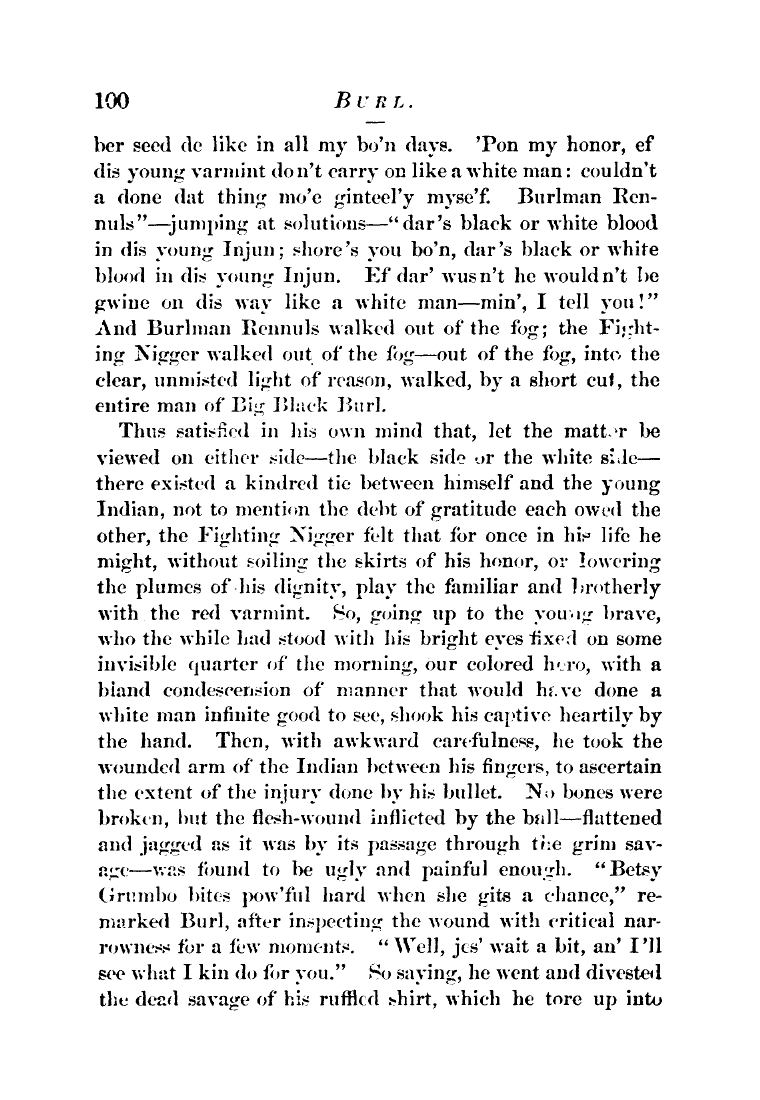 100 BURL.
ber seed de like in all my bo'n days. 'Pon my honor, ef
dis young varmint don't carry on like a white man: couldn't
a done dat thing mo'e ginteel'y myse'f. Burlman Ren-
nuls"—jumping at solutions—"dar's black or white blood
in dis young Injun; shore's you bo'n, dar's black or white
blood in dis young Injun. Ef dar' wusn't he wouldn't be
gwine on dis way like a white man—min', I tell you!"
And Burlman Rennuls walked out of the fog; the Fight-
ing Nigger walked out of the fog—out of the fog, into the
clear, unmisted light of reason, walked, by a short cut, the
entire man of Big Black Burl.
Thus satisfied in his own mind that, let the matter be
viewed on either side—the black side or the white side—
there existed a kindred tie between himself and the young
Indian, not to mention the debt of gratitude each owed the
other, the Fighting Nigger felt that for once in his life he
might, without soiling the skirts of his honor, or lowering
the plumes of his dignity, play the familiar and brotherly
with the red varmint. So, going up to the young brave,
who the while had stood with his bright eyes fixed on some
invisible quarter of the morning, our colored hero, with a
bland condescension of manner that would have done a
white man infinite good to see, shook his captive heartily by
the hand. Then, with awkward carefulness, he took the
wounded arm of the Indian between his fingers, to ascertain
the extent of the injury done by his bullet. No bones were
broken, but the flesh-wound inflicted by the ball—flattened
and jagged as it was by its passage through the grim sav-
age—was found to be ugly and painful enough. "Betsy
Grumbo bites pow'ful hard when she gits a chance," re-
marked Burl, after inspecting the wound with critical nar-
rowness for a few moments. "Well, jes' wait a bit, an' I'll
see what I kin do for you." So saying, he went and divested
the dead savage of his ruffled shirt, which he tore up into